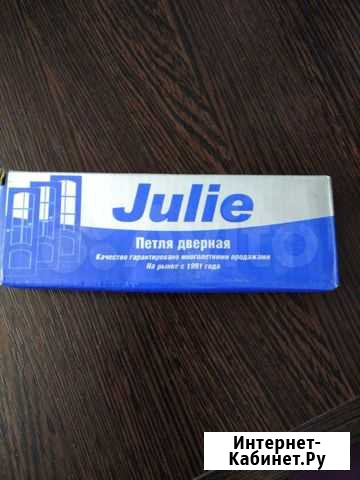 Julie
Петля дверная
Качество гарантировано многолетними продажами
На рынке с 1991 года
Интернет-
Кабинет.Ру